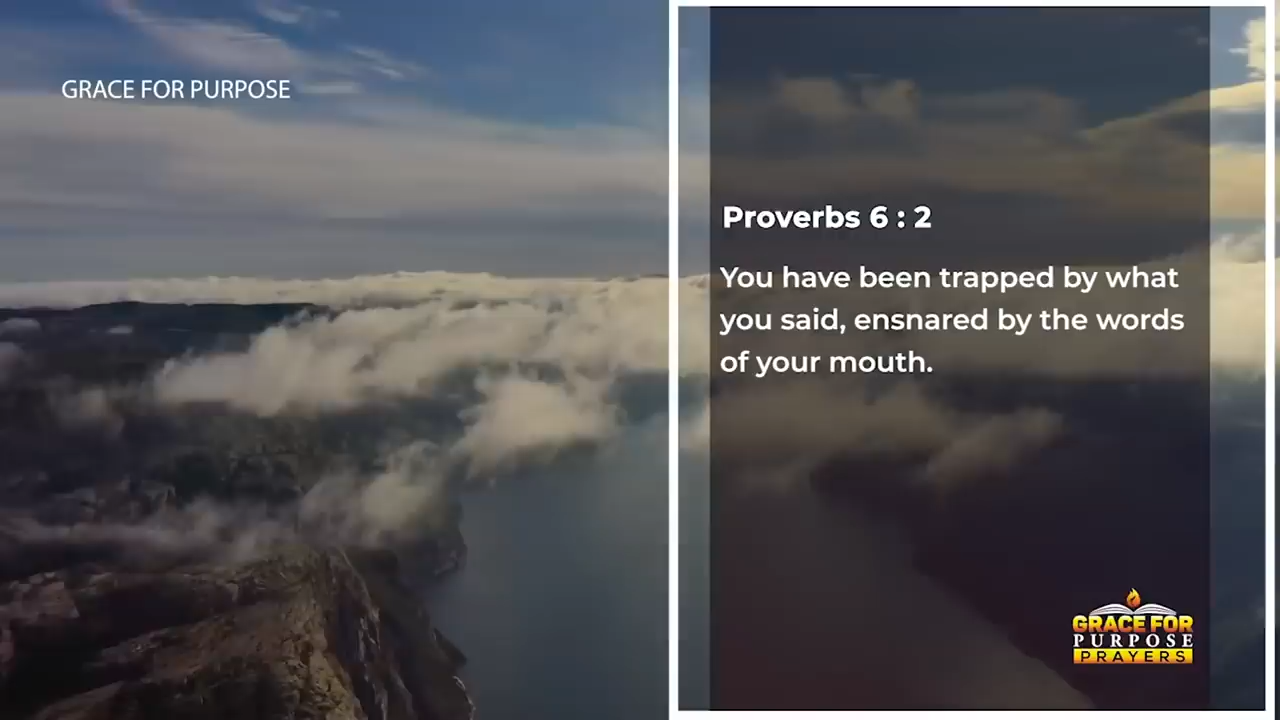 GRACE FOR PURPOSE
Proverbs 6 : 2
You have been trapped by what
you said, ensnared by the words
of your mouth.
GRACE FOR
PURPOSE
PRAYERS